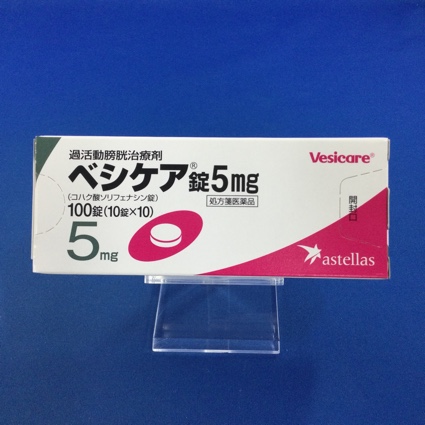 過活動膀胱治療剤
ベシケア®錠5mg
(コハク酸ソリフェナシン錠)
処方箋医薬品
100錠(10錠×10)
5mg
Vesicare®
開封口
astellas